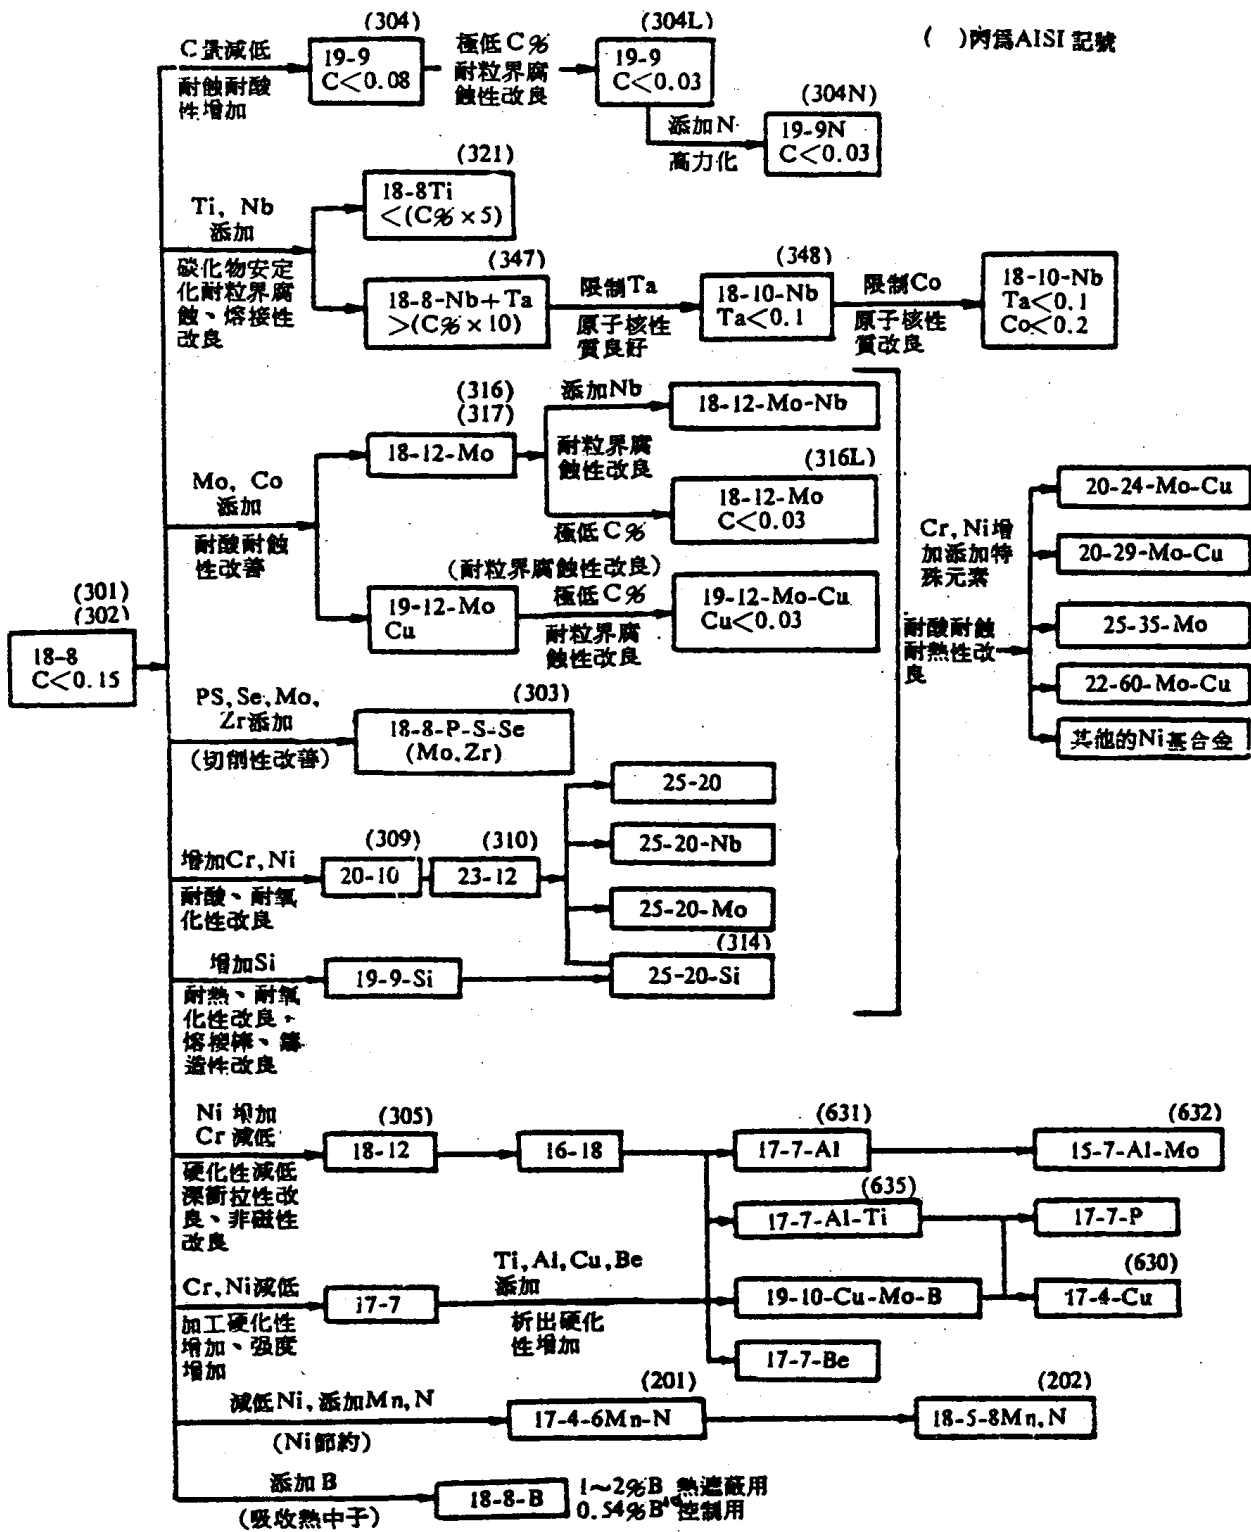 ( )內爲AISI 記號
(304)
C量減低
耐蝕耐酸
性增加
19-9
C<0.08
極低C%
耐粒界腐
蝕性改良
(304L)
19-9
C<0.03
添加N
高力化
(304N)
19-9N
C<0.03
Ti, Nb
添加
碳化物安定
化耐粒界腐
蝕、熔接性
改良
(321)
18-8Ti
<(C%×5)
(347)
18-8-Nb+Ta
>(C%×10)
限制Ta
原子核性
質良好
(348)
18-10-Nb
Ta<0.1
限制Co
原子核性
質改良
18-10-Nb
Ta<0.1
Co<0.2
Mo, Co
添加
耐酸耐蝕
性改善
(316)
(317)
18-12-Mo
添加Nb
耐粒界腐
蝕性改良
18-12-Mo-Nb
(316L)
極低C%
18-12-Mo
C<0.03
19-12-Mo
Cu
(耐粒界腐蝕性改良)
極低C%
耐粒界腐
蝕性改良
19-12-Mo-Cu
Cu<0.03
Cr,Ni增
加添加特
殊元素
耐酸耐蝕
耐熱性改
良
20-24-Mo-Cu
20-29-Mo-Cu
25-35-Mo
22-60-Mo-Cu
其他的Ni基合金
(301)
(302)
18-8
C<0.15
PS,Se,Mo,
Zr添加
(切削性改善)
(303)
18-8-P-S-Se
(Mo,Zr)
增加Cr,Ni
耐酸、耐氧
化性改良
(309)
20-10
(310)
23-12
25-20
25-20-Nb
25-20-Mo
(314)
25-20-Si
增加Si
耐熱、耐氧
化性改良、
熔接棒、鑄
造性改良
19-9-Si
Ni 增加
Cr 減低
硬化性減低
深衝拉性改
良、非磁性
改良
(305)
18-12
16-18
(631)
17-7-Al
(632)
15-7-Al-Mo
(635)
17-7-Al-Ti
17-7-P
Cr,Ni減低
加工硬化性
增加、强度
增加
17-7
Ti,Al,Cu,Be
添加
析出硬化
性增加
19-10-Cu-Mo-B
(630)
17-4-Cu
17-7-Be
減低Ni,添加Mn,N
(Ni節約)
(201)
17-4-6Mn-N
(202)
18-5-8Mn,N
添加 B
(吸收熱中子)
18-8-B
1~2%B 熱遮蔽用
0.54%B¹⁰控制用